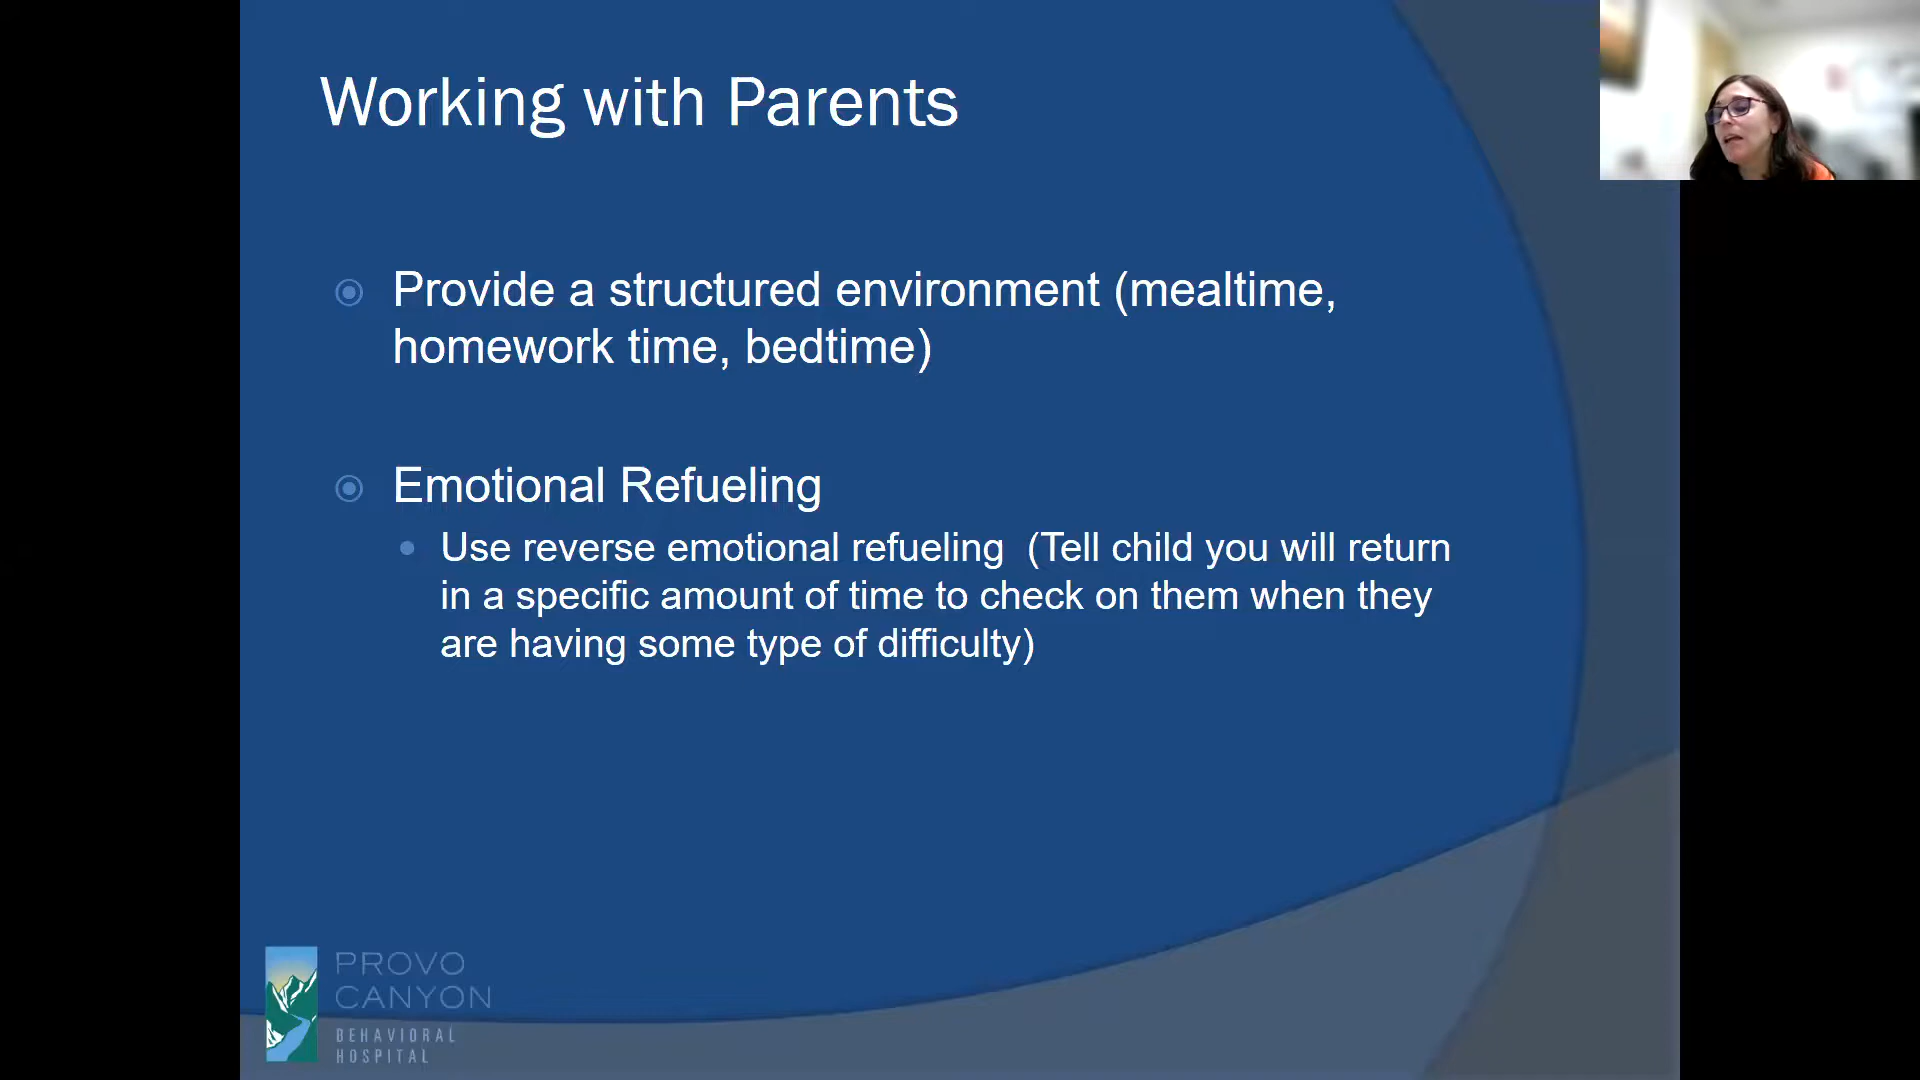 Working with Parents
Provide a structured environment (mealtime,
homework time, bedtime)
Emotional Refueling
Use reverse emotional refueling  (Tell child you will return
in a specific amount of time to check on them when they
are having some type of difficulty)
PROVO
CANYON
BEHAVIORAL
HOSPITAL